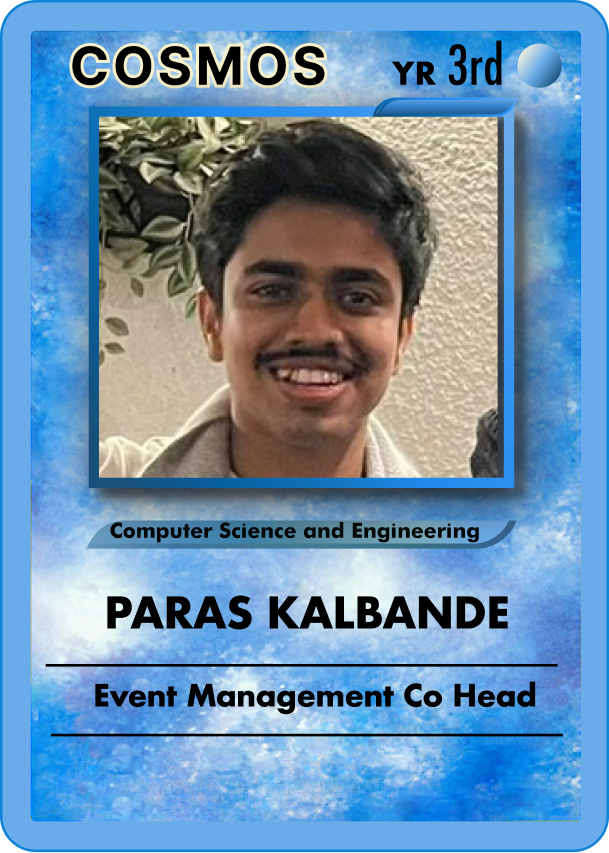 COSMOS YR 3rd
Computer Science and Engineering
PARAS KALBANDE
Event Management Co Head